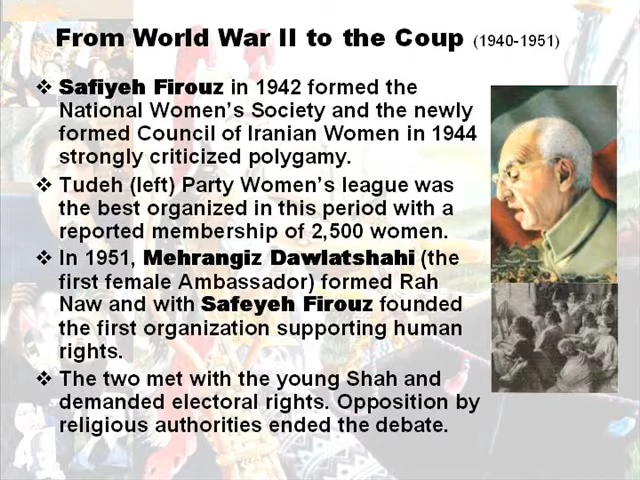 From World War II to the Coup (1940-1951)
❖ Safiyeh Firouz in 1942 formed the
National Women's Society and the newly
formed Council of Iranian Women in 1944
strongly criticized polygamy.
❖ Tudeh (left) Party Women's league was
the best organized in this period with a
reported membership of 2,500 women.
❖ In 1951, Mehrangiz Dawlatshahi (the
first female Ambassador) formed Rah
Naw and with Safeyeh Firouz founded
the first organization supporting human
rights.
❖ The two met with the young Shah and
demanded electoral rights. Opposition by
religious authorities ended the debate.